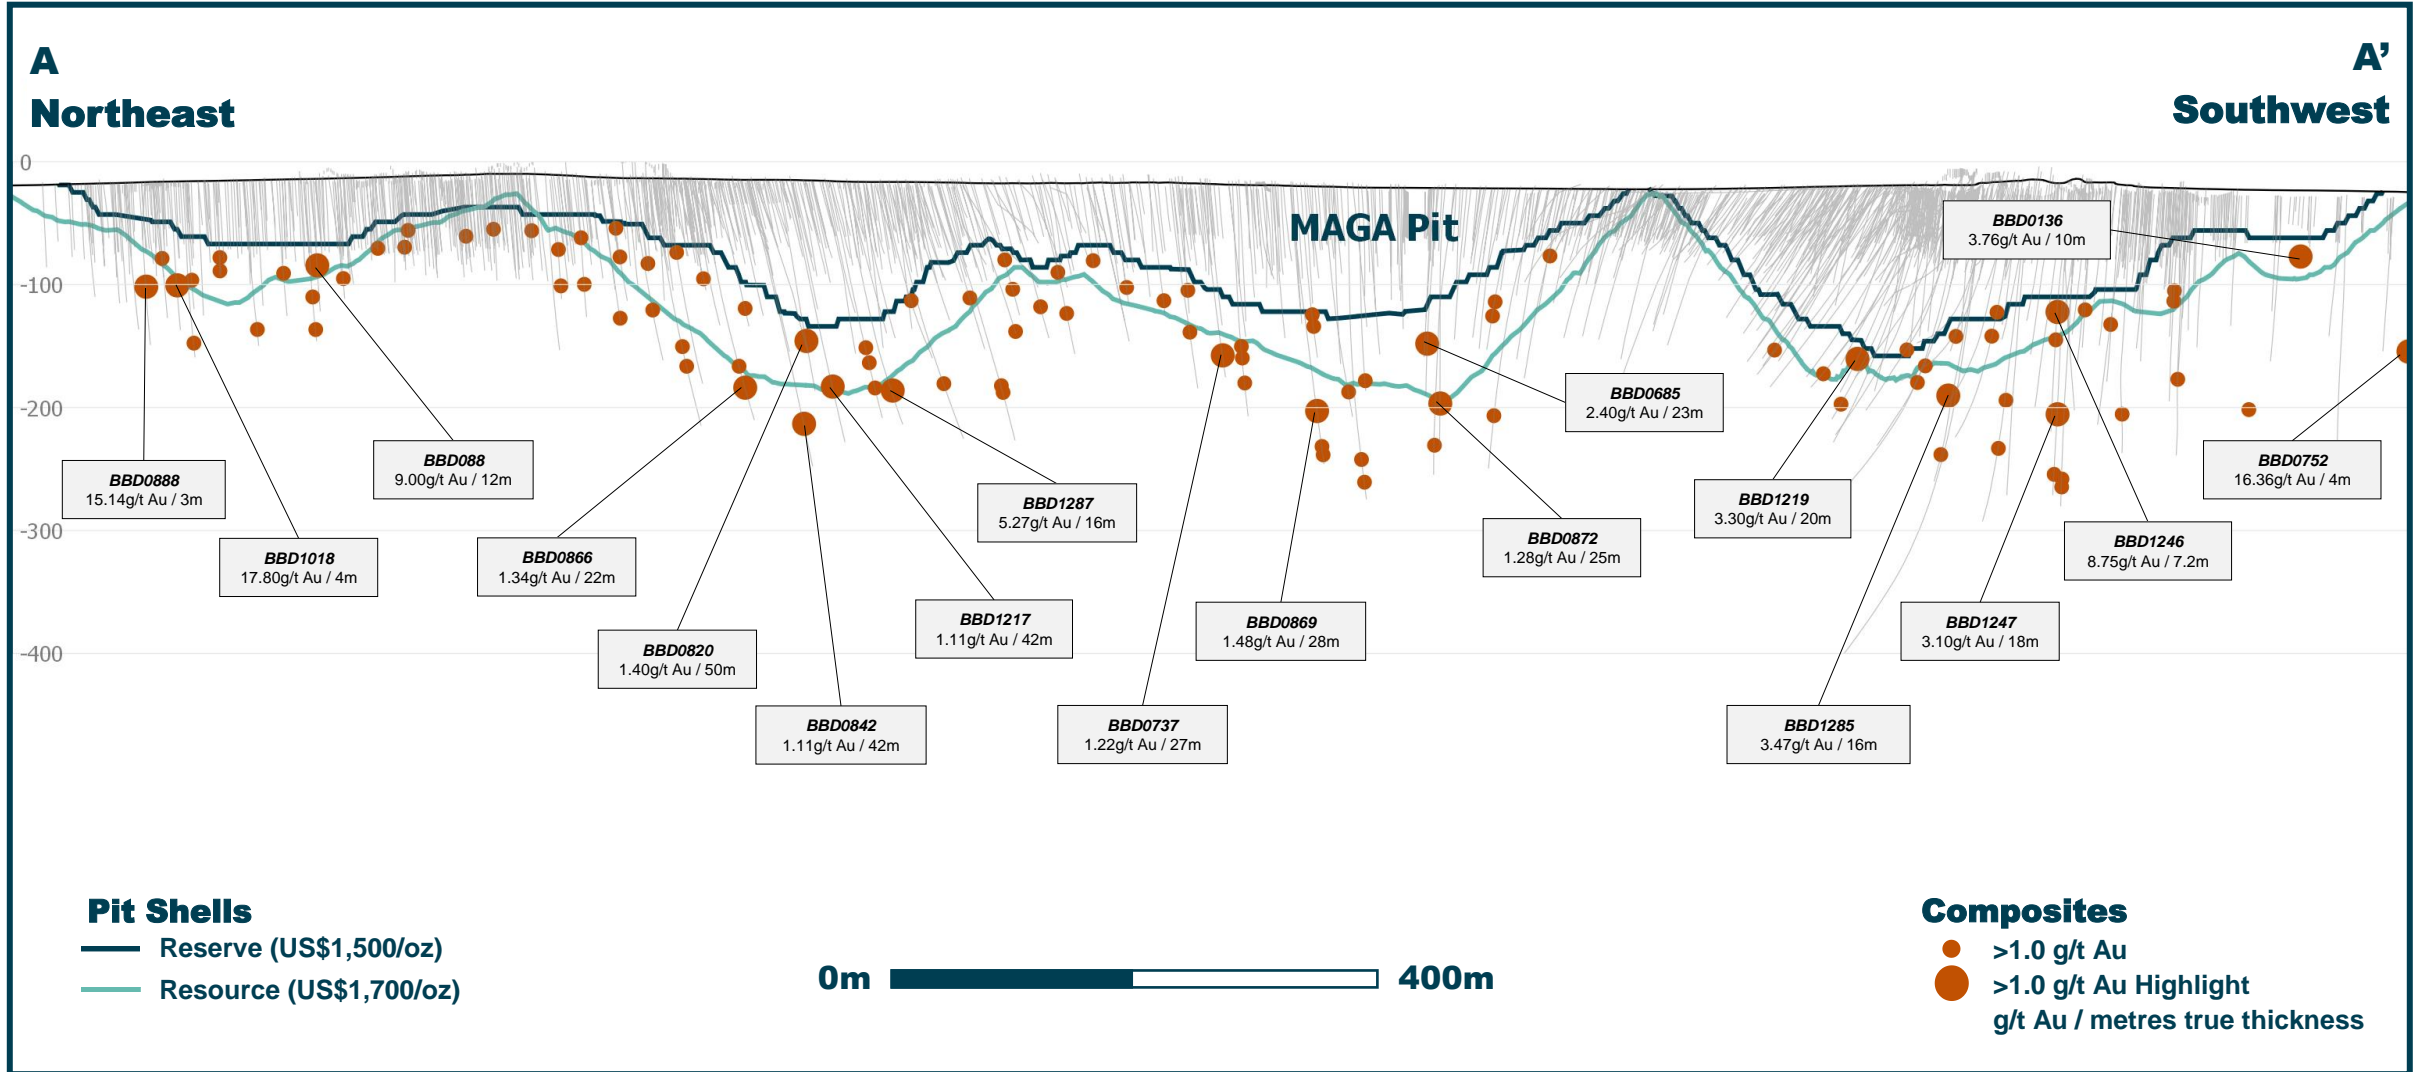 A
Northeast
A’
Southwest
0
-100
-200
-300
-400
MAGA Pit
BBD0136
3.76g/t Au / 10m
BBD0685
2.40g/t Au / 23m
BBD0888
15.14g/t Au / 3m
BBD088
9.00g/t Au / 12m
BBD1287
5.27g/t Au / 16m
BBD1219
3.30g/t Au / 20m
BBD0752
16.36g/t Au / 4m
BBD1018
17.80g/t Au / 4m
BBD0866
1.34g/t Au / 22m
BBD0872
1.28g/t Au / 25m
BBD1246
8.75g/t Au / 7.2m
BBD0820
1.40g/t Au / 50m
BBD1217
1.11g/t Au / 42m
BBD0869
1.48g/t Au / 28m
BBD1247
3.10g/t Au / 18m
BBD0842
1.11g/t Au / 42m
BBD0737
1.22g/t Au / 27m
BBD1285
3.47g/t Au / 16m
Pit Shells
Reserve (US$1,500/oz)
Resource (US$1,700/oz)
0m 400m
Composites
>1.0 g/t Au
>1.0 g/t Au Highlight
g/t Au / metres true thickness